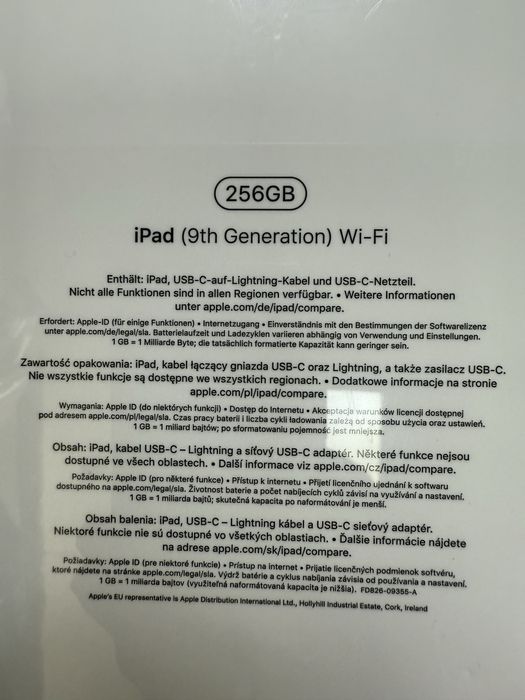 256GB
iPad (9th Generation) Wi-Fi
Enthält: iPad, USB-C-auf-Lightning-Kabel und USB-C-Netzteil.
Nicht alle Funktionen sind in allen Regionen verfügbar. • Weitere Informationen
unter apple.com/de/ipad/compare.
Erfordert: Apple-ID (für einige Funktionen) • Internetzugang • Einverständnis mit den Bestimmungen der Softwarelizenz
unter apple.com/de/legal/sla. Batterielaufzeit und Ladezyklen variieren abhängig von Verwendung und Einstellungen.
1 GB = 1 Milliarde Byte; die tatsächlich formatierte Kapazität kann geringer sein.
Zawartość opakowania: iPad, kabel łączący gniazda USB-C oraz Lightning, a także zasilacz USB-C.
Nie wszystkie funkcje są dostępne we wszystkich regionach. • Dodatkowe informacje na stronie
apple.com/pl/ipad/compare.
Wymagania: Apple ID (do niektórych funkcji) • Dostęp do Internetu • Akceptacja warunków licencji dostępnej
pod adresem apple.com/pl/legal/sla. Czas pracy baterii i liczba cykli ładowania zależą od sposobu użycia oraz ustawień.
1 GB = 1 miliard bajtów; po sformatowaniu pojemność jest mniejsza.
Obsah: iPad, kabel USB-C – Lightning a síťový USB-C adaptér. Některé funkce nejsou
dostupné ve všech oblastech. • Další informace viz apple.com/cz/ipad/compare.
Požadavky: Apple ID (pro některé funkce) • Přístup k internetu • Přijetí licenčního ujednání k softwaru
dostupného na apple.com/legal/sla. Životnost baterie a počet nabíjecích cyklů závisí na využívání a nastavení.
1 GB = 1 miliarda bajtů; skutečná kapacita po naformátování je menší.
Obsah balenia: iPad, USB-C – Lightning kábel a USB-C sieťový adaptér.
Niektoré funkcie nie sú dostupné vo všetkých oblastiach. • Ďalšie informácie nájdete
na adrese apple.com/sk/ipad/compare.
Požiadavky: Apple ID (pre niektoré funkcie) • Prístup na internet • Prijatie licenčných podmienok softvéru,
ktoré nájdete na stránke apple.com/legal/sla. Výdrž batérie a cyklus nabíjania závisia od používania a nastavení.
1 GB = 1 miliarda bajtov (využiteľná naformátovaná kapacita je nižšia). FD826-09355-A
Apple's EU representative is Apple Distribution International Ltd., Hollyhill Industrial Estate, Cork, Ireland